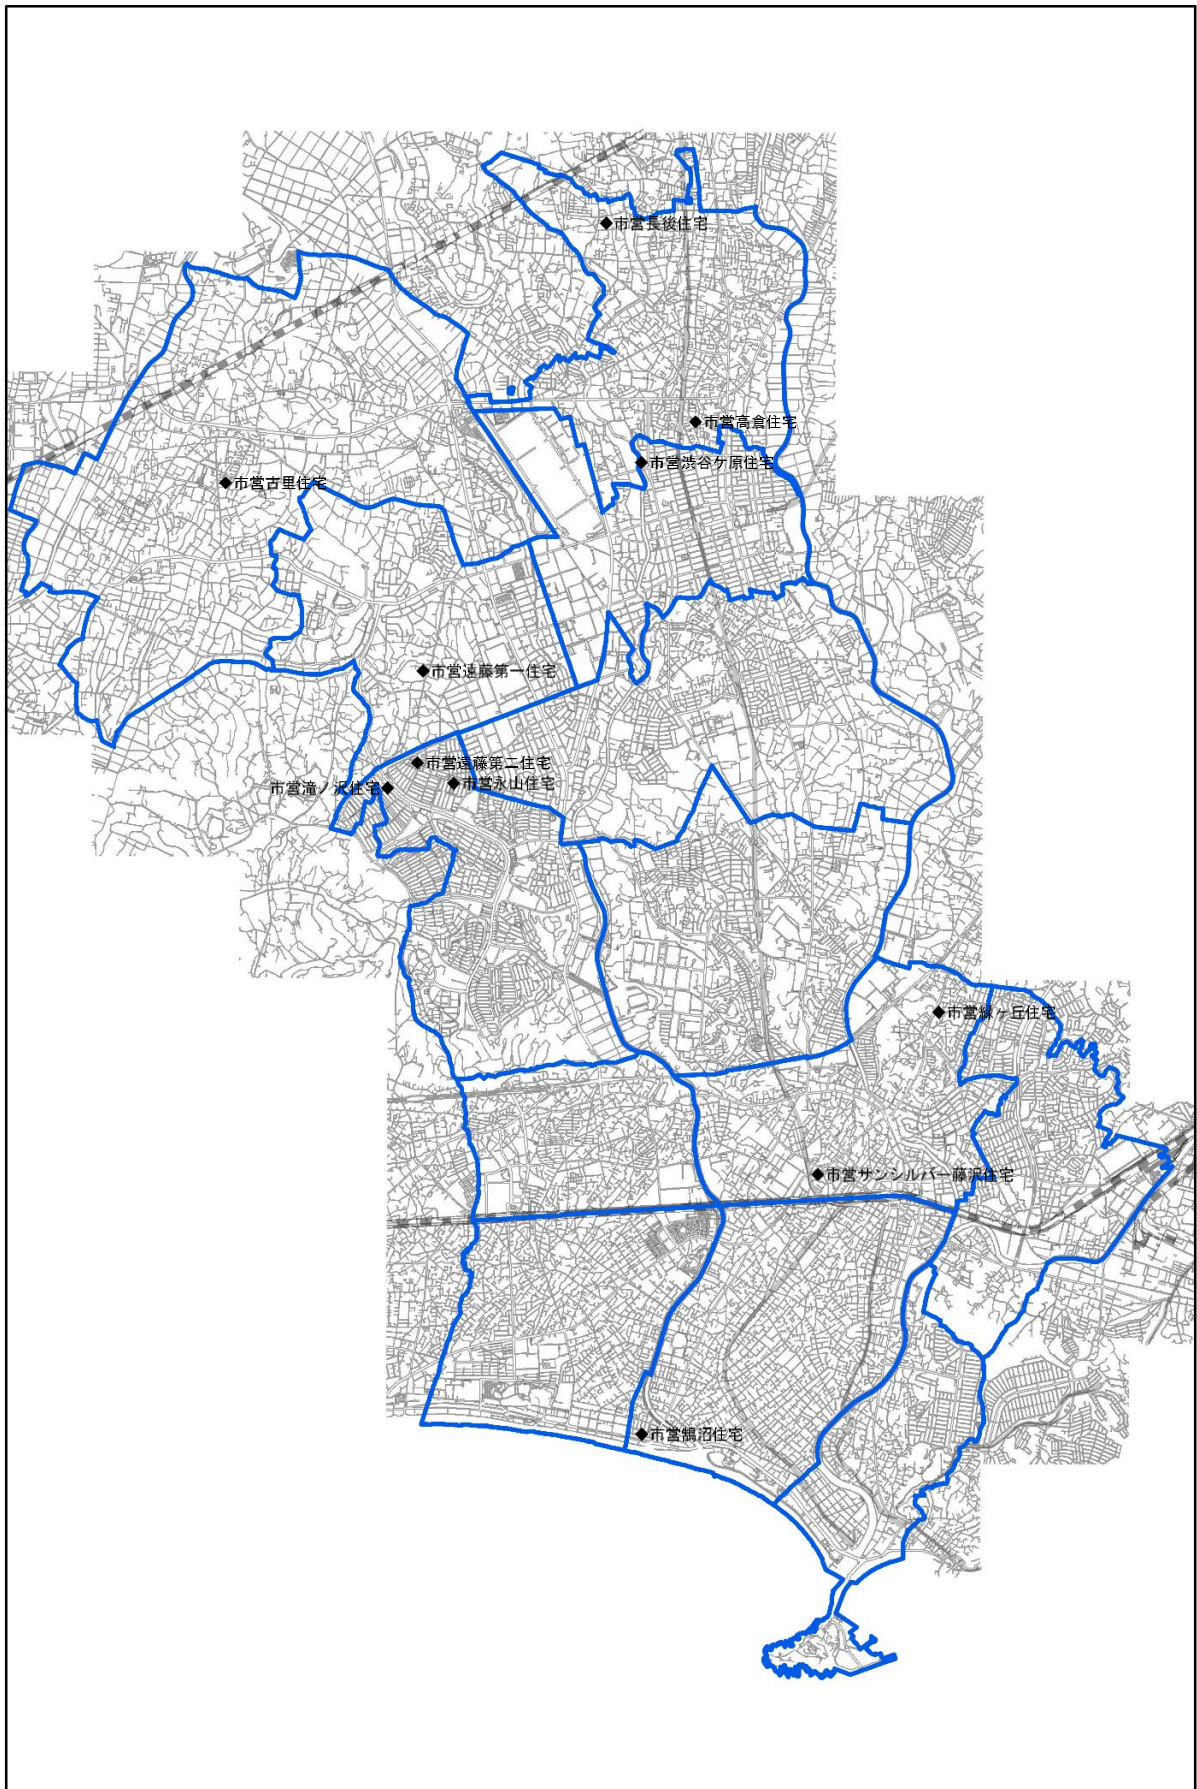 ◆市営長後住宅
◆市営高倉住宅
◆市営渋谷ケ原住宅
◆市営古里住宅
◆市営遠藤第一住宅
◆市営遠藤第二住宅
◆市営永山住宅
市営滝ノ沢住宅◆
◆市営緑ヶ丘住宅
◆市営サンシルバー藤沢住宅
◆市営鵠沼住宅